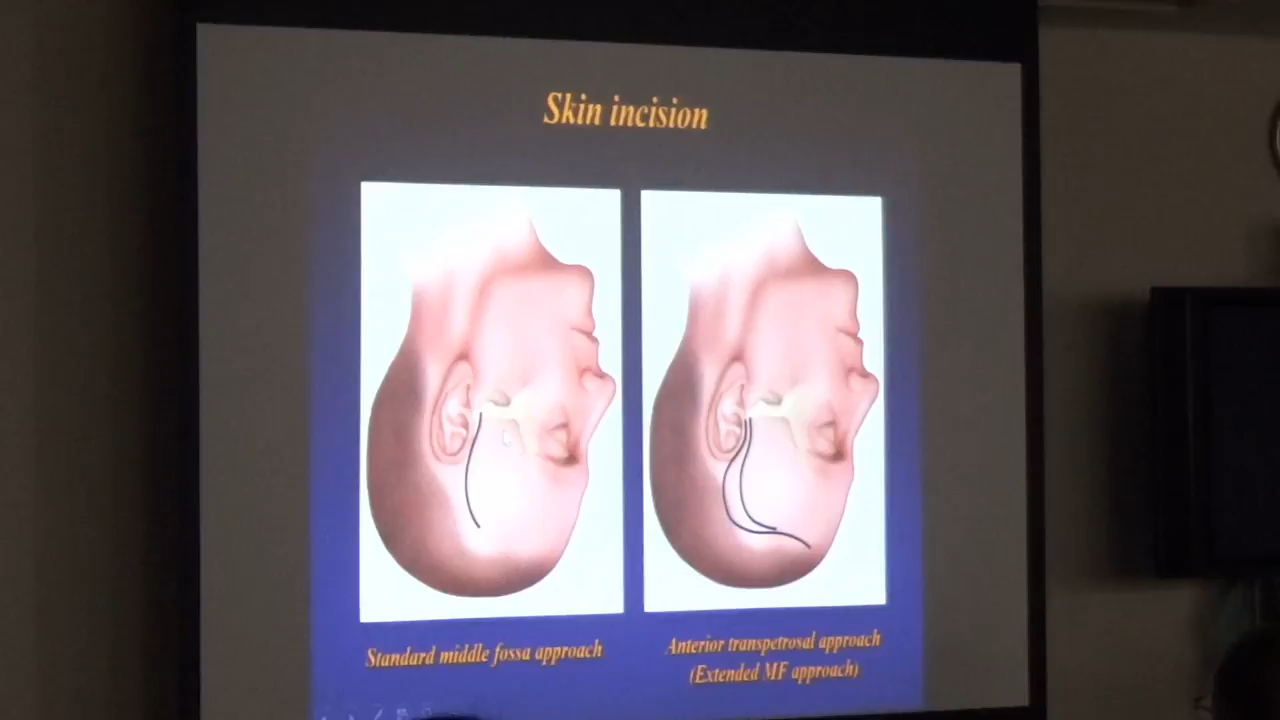 Skin incision
Standard middle fossa approach
Anterior transpetrosal approach
(Extended MF approach)